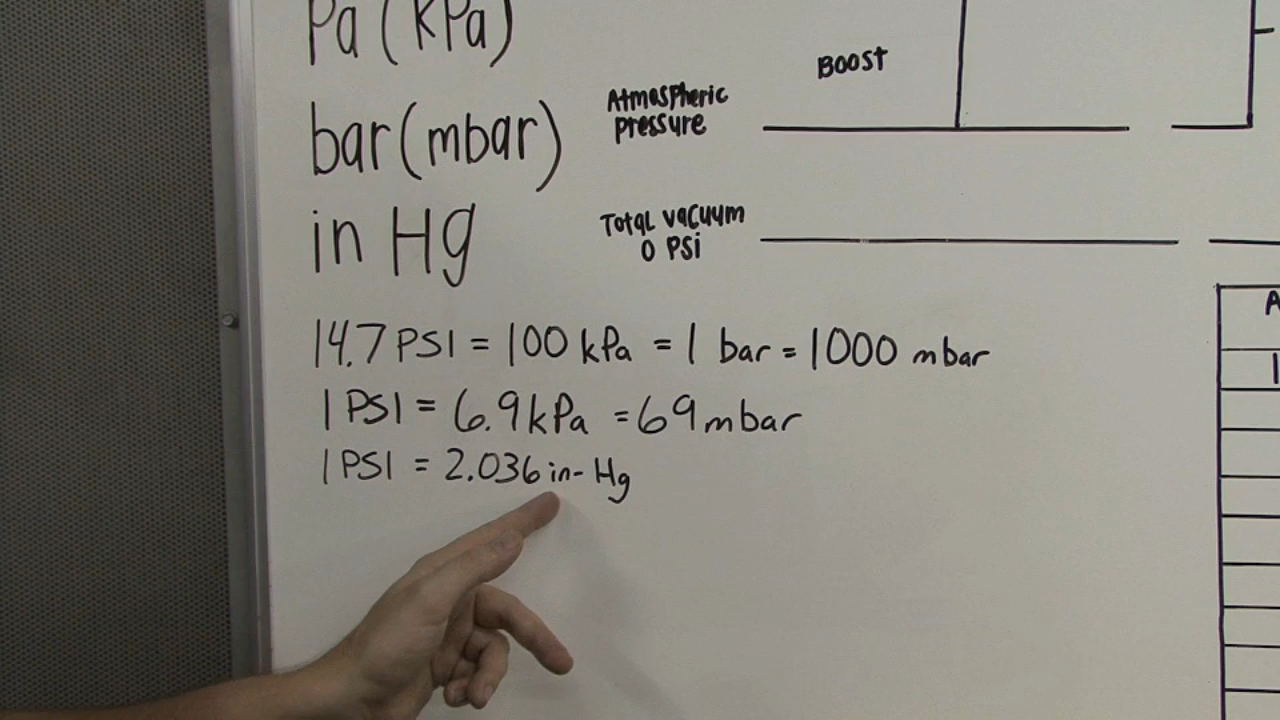 Pa (kPa)
bar (mbar)
in Hg
Atmospheric
pressure
BOOST
Total vacuum
0 PSi
14.7 PSI = 100 kPa = 1 bar = 1000 mbar
1 PSI = 6.9 kPa = 69 mbar
1 PSI = 2.036 in-Hg